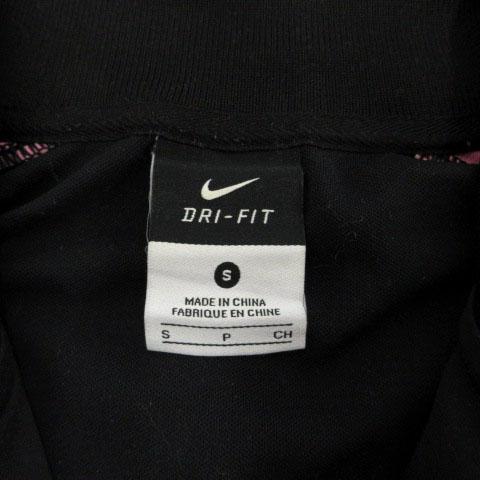 DRI-FIT
S
MADE IN CHINA
FABRIQUE EN CHINE
S P CH